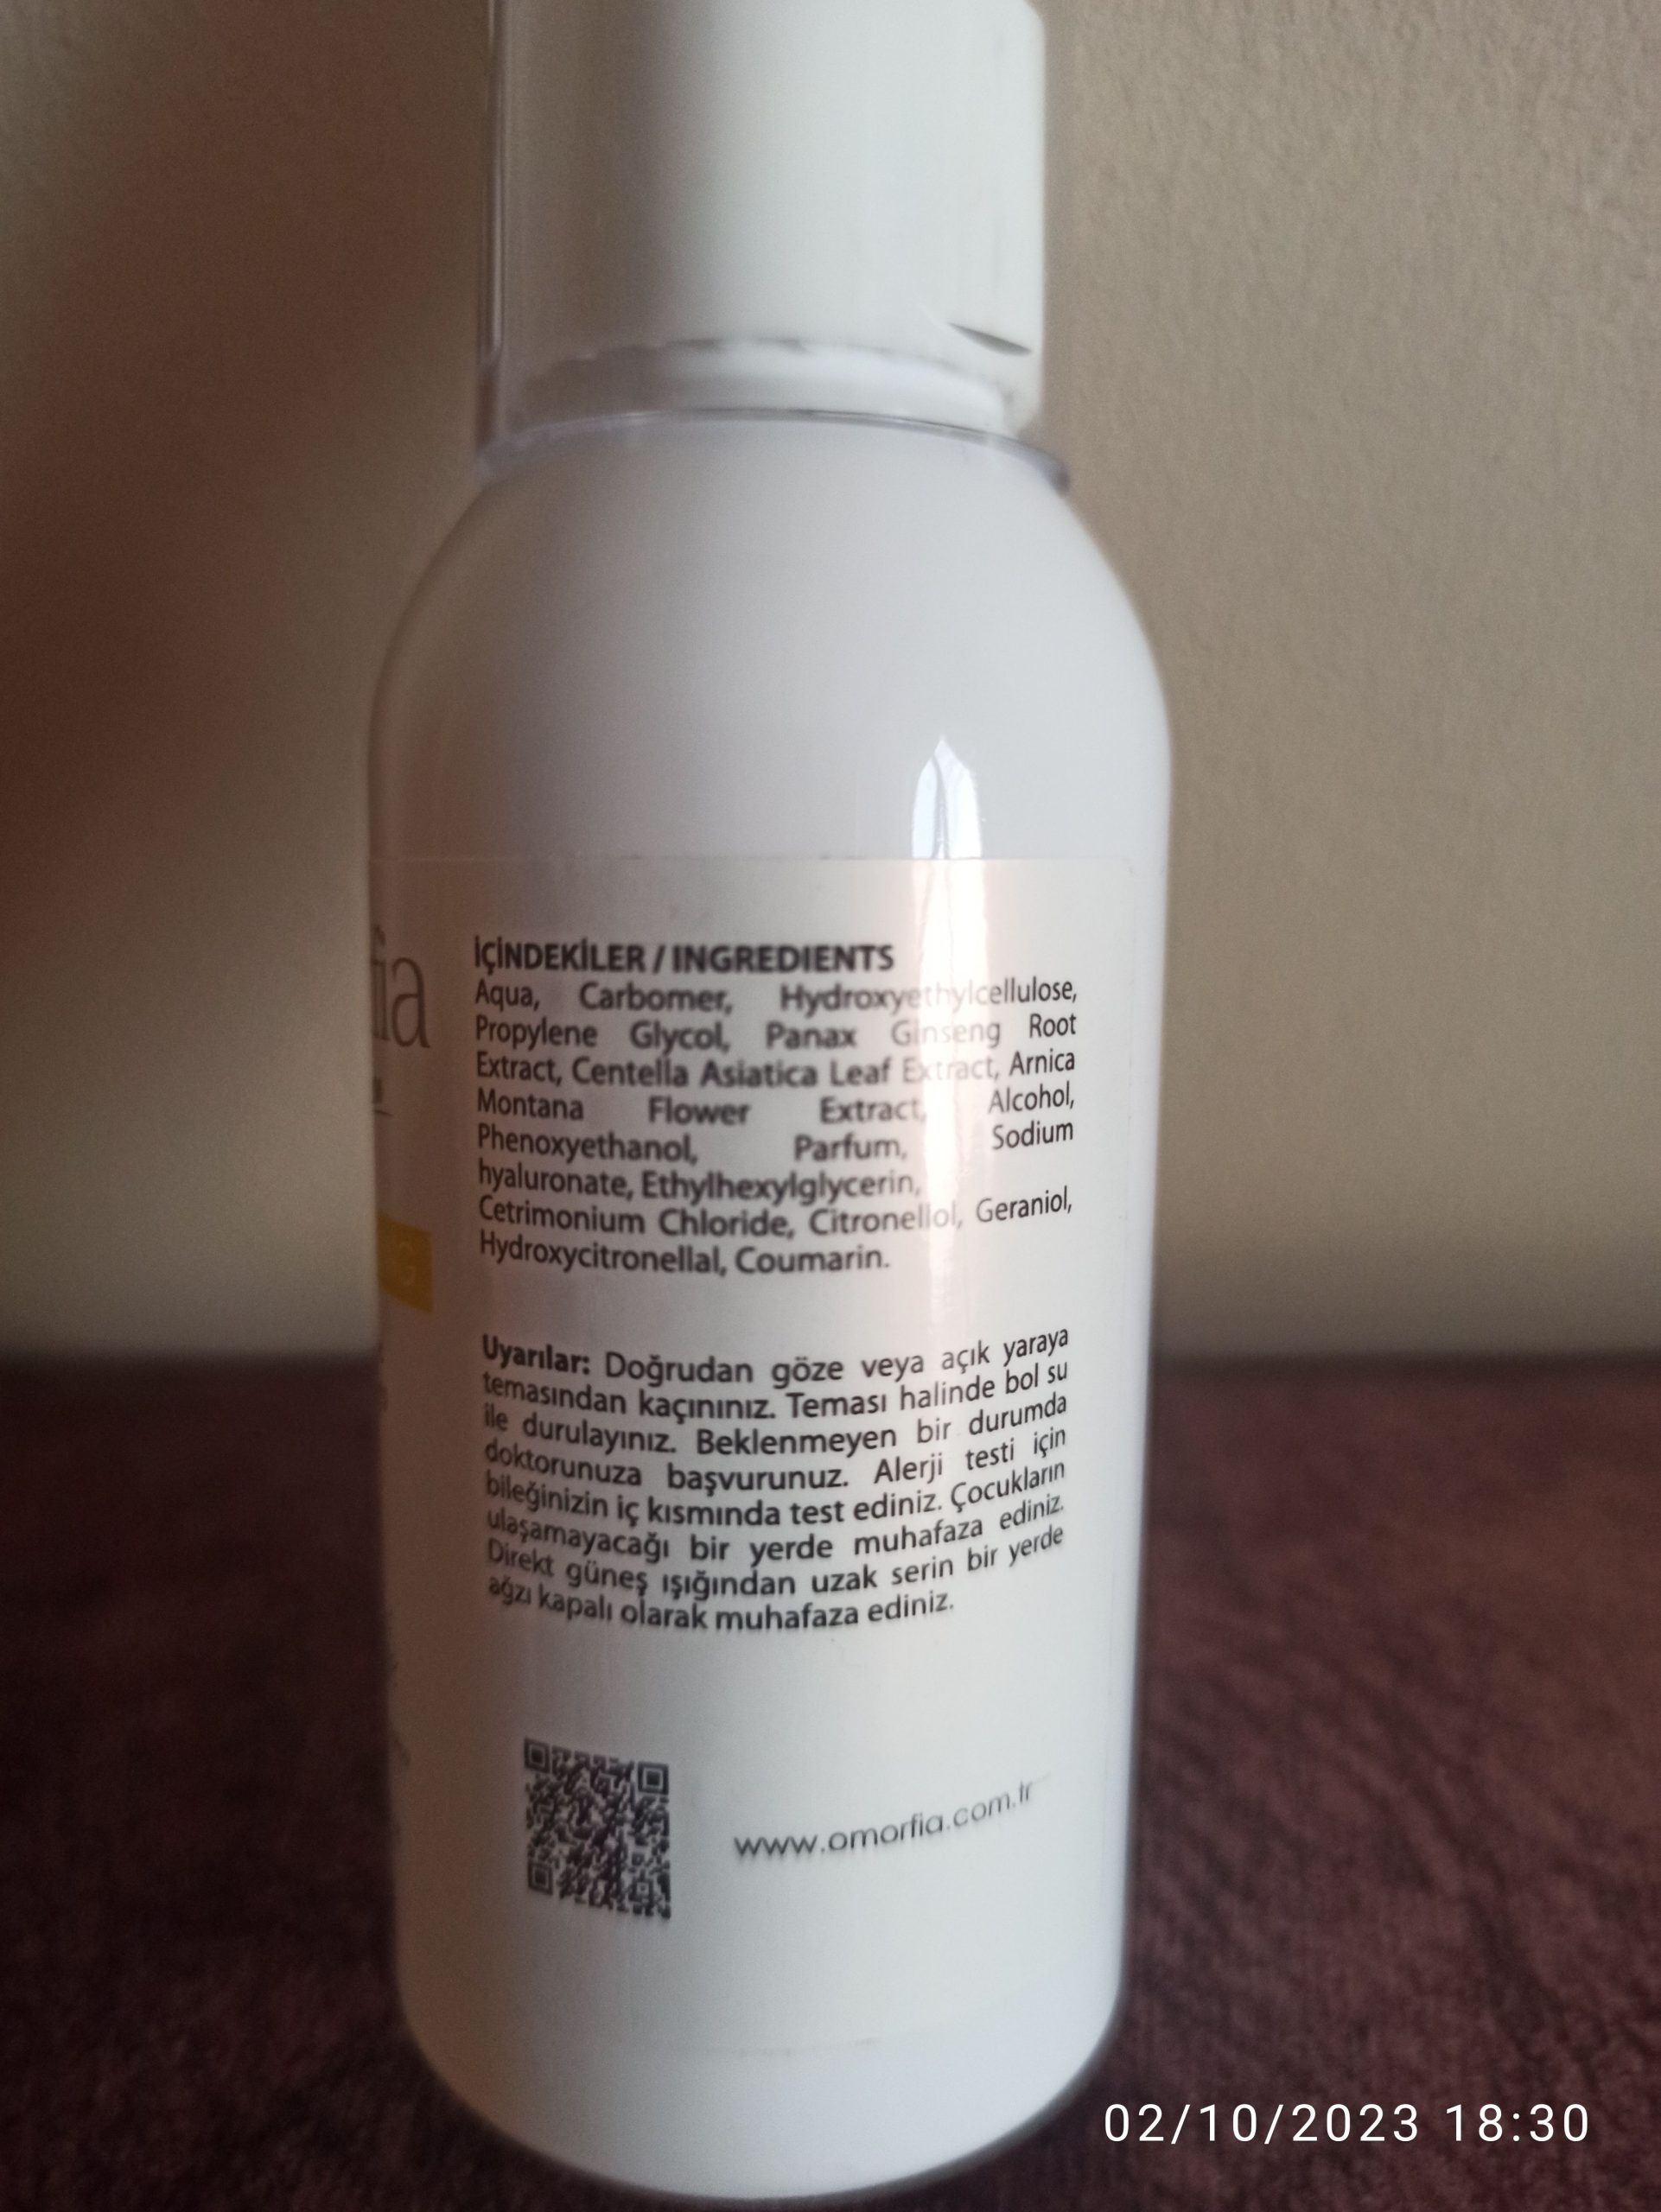 fia
G
İÇİNDEKİLER / INGREDIENTS
Aqua, Carbomer, Hydroxyethylcellulose,
Propylene Glycol, Panax Ginseng Root
Extract, Centella Asiatica Leaf Extract, Arnica
Montana Flower Extract, Alcohol,
Phenoxyethanol, Parfum, Sodium
hyaluronate, Ethylhexylglycerin,
Cetrimonium Chloride, Citronellol, Geraniol,
Hydroxycitronellal, Coumarin.
Uyarılar: Doğrudan göze veya açık yaraya
temasından kaçınınız. Teması halinde bol su
ile durulayınız. Beklenmeyen bir durumda
doktorunuza başvurunuz. Alerji testi için
bileğinizin iç kısmında test ediniz. Çocukların
ulaşamayacağı bir yerde muhafaza ediniz.
Direkt güneş ışığından uzak serin bir yerde
ağzı kapalı olarak muhafaza ediniz.
www.omorfia.com.tr
02/10/2023 18:30